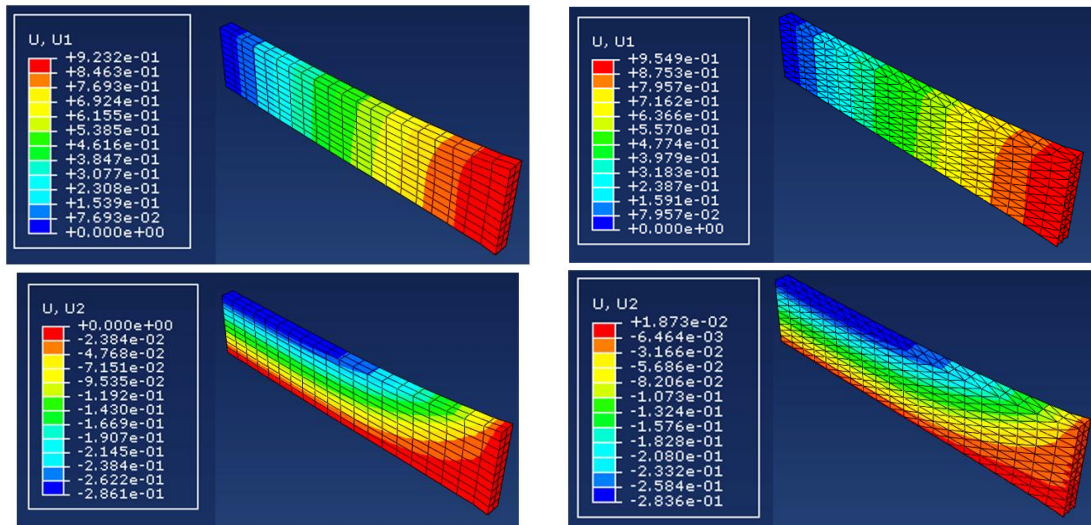 U, U1
+9.232e-01
+8.463e-01
+7.693e-01
+6.924e-01
+6.155e-01
+5.385e-01
+4.616e-01
+3.847e-01
+3.077e-01
+2.308e-01
+1.539e-01
+7.693e-02
+0.000e+00
U, U1
+9.549e-01
+8.753e-01
+7.957e-01
+7.162e-01
+6.366e-01
+5.570e-01
+4.774e-01
+3.979e-01
+3.183e-01
+2.387e-01
+1.591e-01
+7.957e-02
+0.000e+00
U, U2
+0.000e+00
-2.384e-02
-4.768e-02
-7.151e-02
-9.535e-02
-1.192e-01
-1.430e-01
-1.669e-01
-1.907e-01
-2.145e-01
-2.384e-01
-2.622e-01
-2.861e-01
U, U2
+1.873e-02
-6.464e-03
-3.166e-02
-5.686e-02
-8.206e-02
-1.073e-01
-1.324e-01
-1.576e-01
-1.828e-01
-2.080e-01
-2.332e-01
-2.584e-01
-2.836e-01